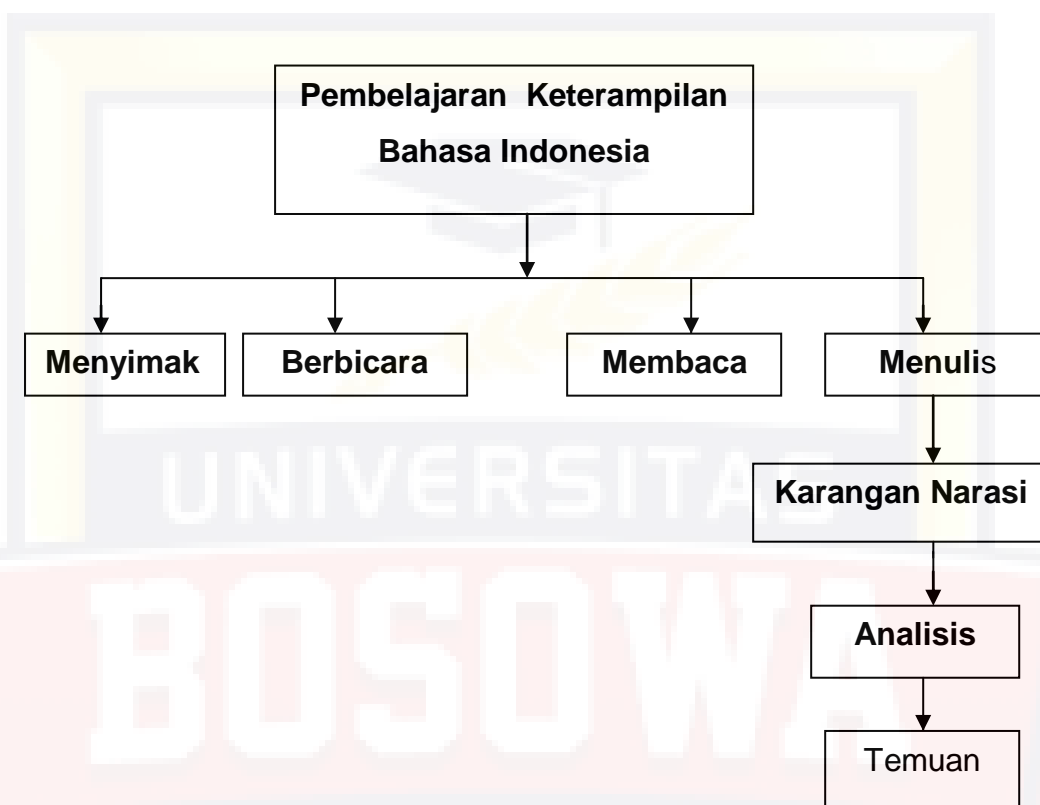 Pembelajaran Keterampilan
Bahasa Indonesia
Menyimak
Berbicara
Membaca
Menulis
UNIVERSITAS
Karangan Narasi
Analisis
BOSOWA
Temuan